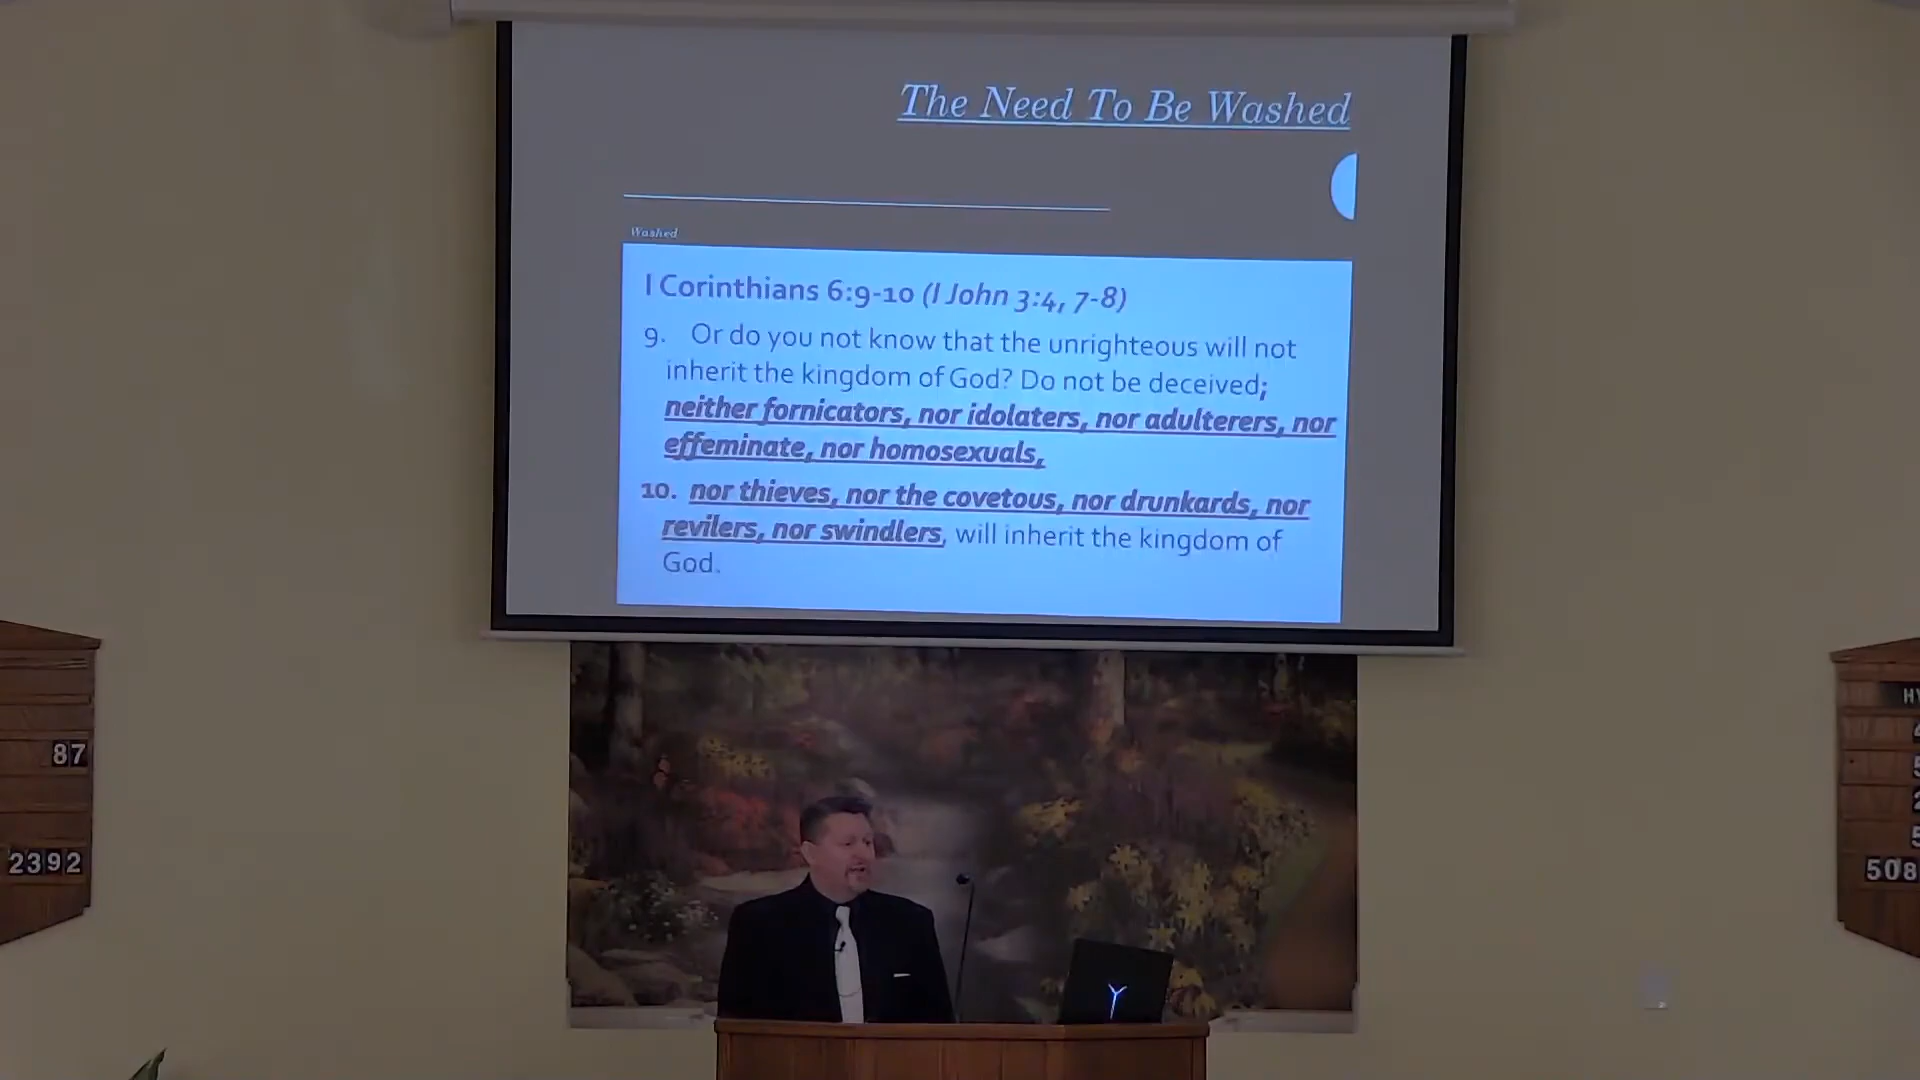 The Need To Be Washed
Washed
I Corinthians 6:9-10 (I John 3:4, 7-8)
9. Or do you not know that the unrighteous will not
inherit the kingdom of God? Do not be deceived;
neither fornicators, nor idolaters, nor adulterers, nor
effeminate, nor homosexuals,
10. nor thieves, nor the covetous, nor drunkards, nor
revilers, nor swindlers, will inherit the kingdom of
God.
87
2392
HY
508